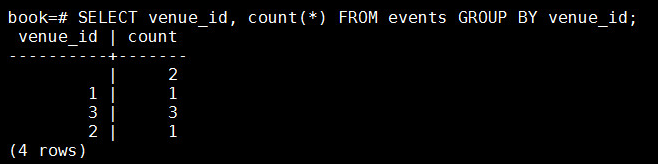 book=# SELECT venue_id, count(*) FROM events GROUP BY venue_id;
 venue_id | count
----------+-------
          |     2
        1 |     1
        3 |     3
        2 |     1
(4 rows)